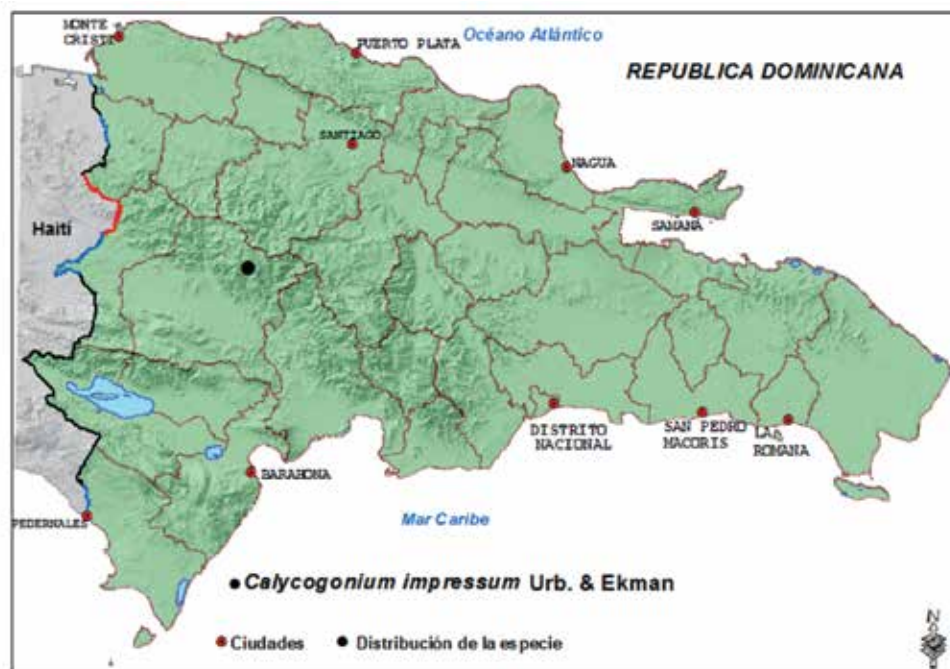 MONTE
CRISTI
PUERTO PLATA
Océano Atlántico
REPUBLICA DOMINICANA
SANTIAGO
NAGUA
SAMANA
Haití
DISTRITO
NACIONAL
SAN PEDRO
MACORIS
LA
ROMANA
BARAHONA
PEDERNALES
Mar Caribe
Calycogonium impressum Urb. & Ekman
Ciudades
Distribución de la especie
N